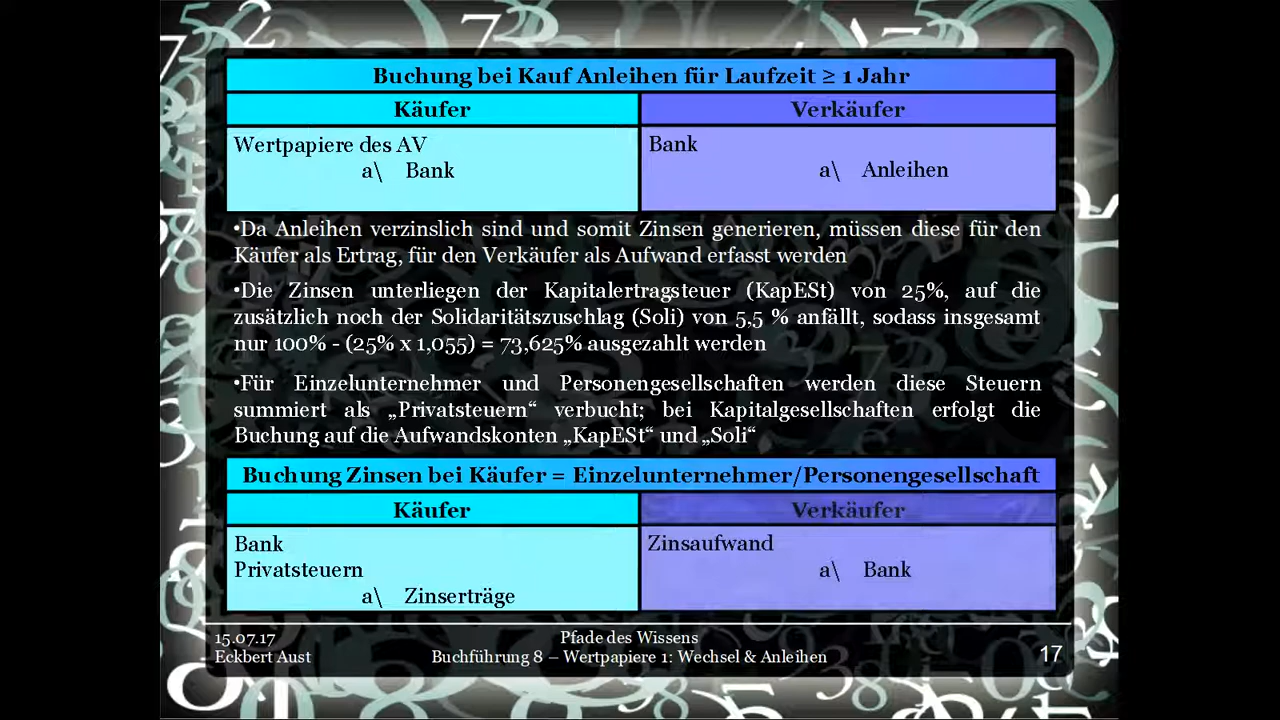 Buchung bei Kauf Anleihen für Laufzeit ≥ 1 Jahr
Käufer
Verkäufer
Wertpapiere des AV
a\ Bank
Bank
a\ Anleihen
•Da Anleihen verzinslich sind und somit Zinsen generieren, müssen diese für den
Käufer als Ertrag, für den Verkäufer als Aufwand erfasst werden
•Die Zinsen unterliegen der Kapitalertragsteuer (KapESt) von 25%, auf die
zusätzlich noch der Solidaritätszuschlag (Soli) von 5,5 % anfällt, sodass insgesamt
nur 100% - (25% x 1,055) = 73,625% ausgezahlt werden
•Für Einzelunternehmer und Personengesellschaften werden diese Steuern
summiert als „Privatsteuern“ verbucht; bei Kapitalgesellschaften erfolgt die
Buchung auf die Aufwandskonten „KapESt“ und „Soli“
Buchung Zinsen bei Käufer = Einzelunternehmer/Personengesellschaft
Käufer
Verkäufer
Bank
Privatsteuern
a\ Zinserträge
Zinsaufwand
a\ Bank
15.07.17
Eckbert Aust
Pfade des Wissens
Buchführung 8 – Wertpapiere 1: Wechsel & Anleihen
17